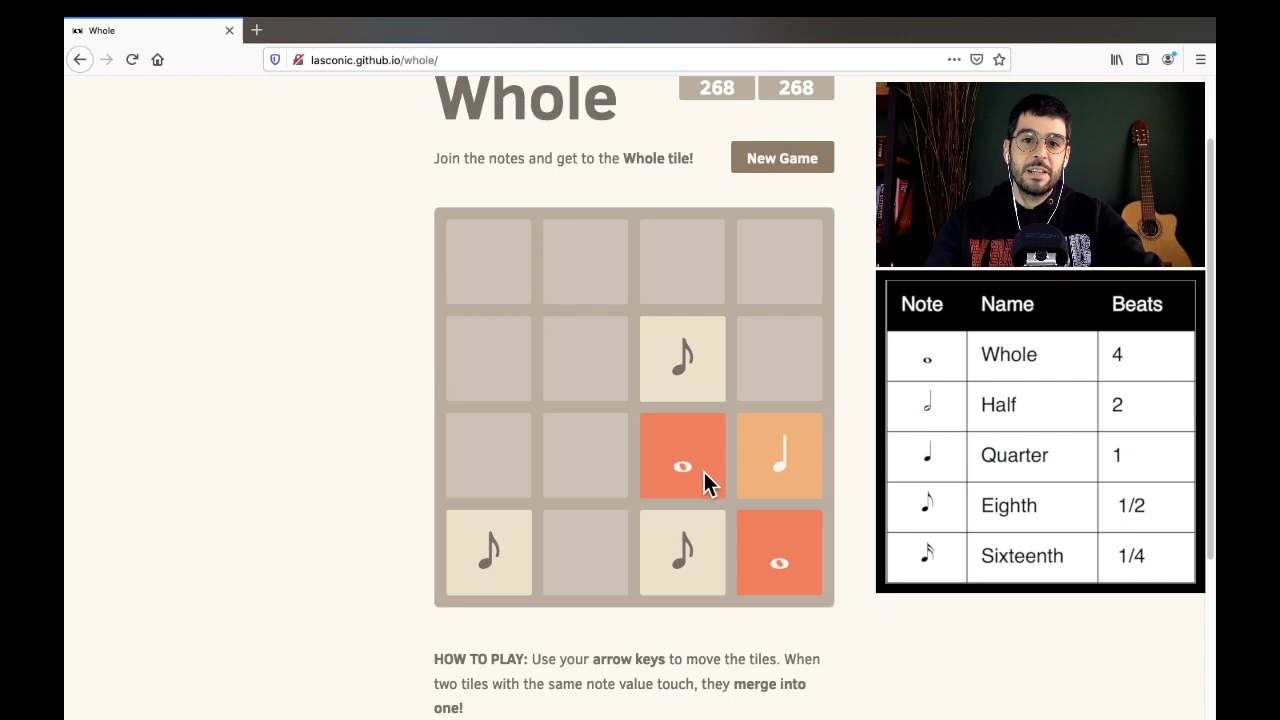 Whole
lasconic.github.io/whole/
Whole
268 268
Join the notes and get to the Whole tile!
New Game
Note Name Beats
Whole 4
Half 2
Quarter 1
Eighth 1/2
Sixteenth 1/4
HOW TO PLAY: Use your arrow keys to move the tiles. When
two tiles with the same note value touch, they merge into
one!